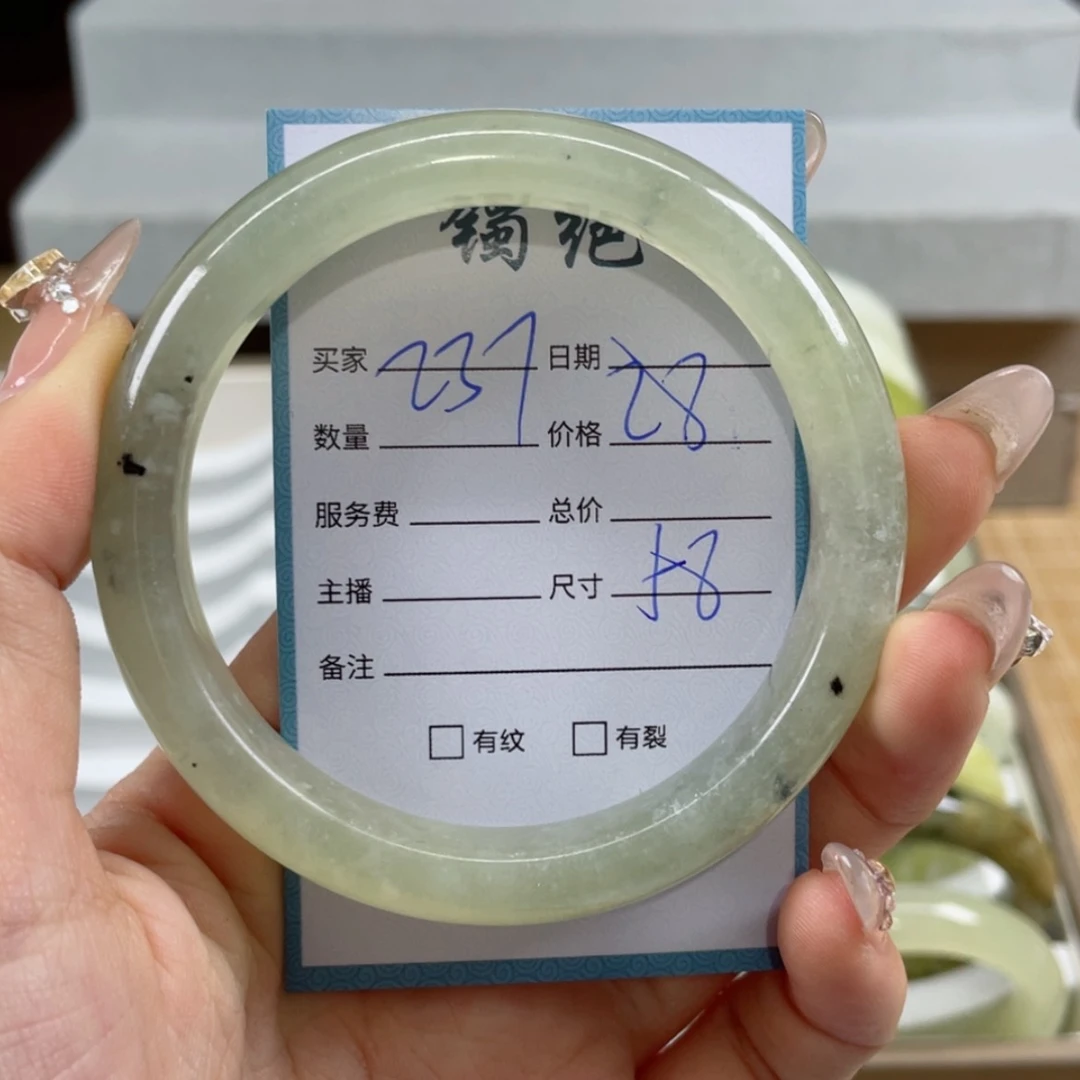 镯
买家 237 日期 28
数量 价格
服务费 总价
主播 尺寸 58
备注
有纹 有裂